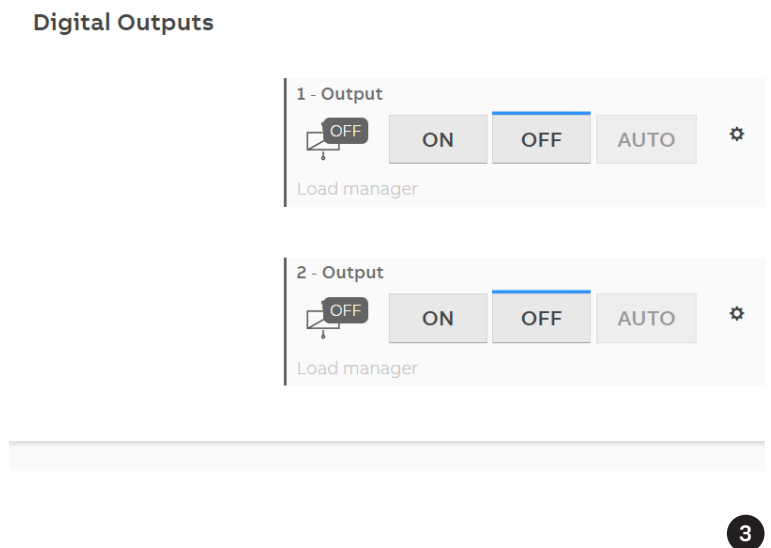 Digital Outputs
1 - Output
OFF
ON OFF AUTO
Load manager
2 - Output
OFF
ON OFF AUTO
Load manager
3